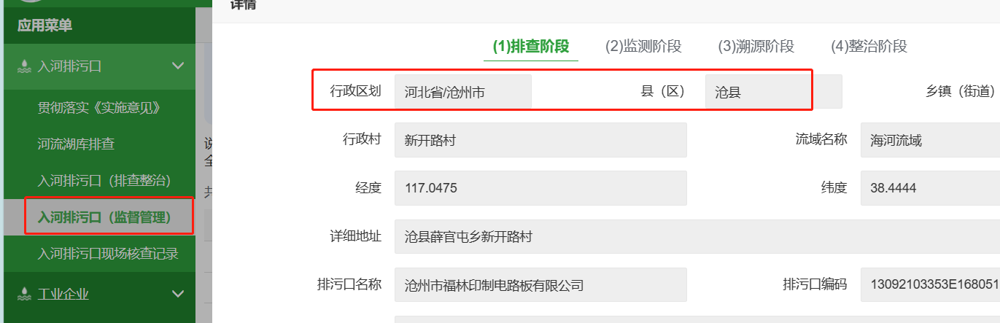 详情
应用菜单
入河排污口
贯彻落实《实施意见》
河流湖库排查
入河排污口（排查整治）
入河排污口（监督管理）
入河排污口现场核查记录
工业企业
(1)排查阶段 (2)监测阶段 (3)溯源阶段 (4)整治阶段
行政区划 河北省/沧州市 县（区） 沧县 乡镇（街道）
行政村 新开路村 流域名称 海河流域
经度 117.0475 纬度 38.4444
详细地址 沧县薛官屯乡新开路村
排污口名称 沧州市福林印制电路板有限公司 排污口编码 13092103353E168051